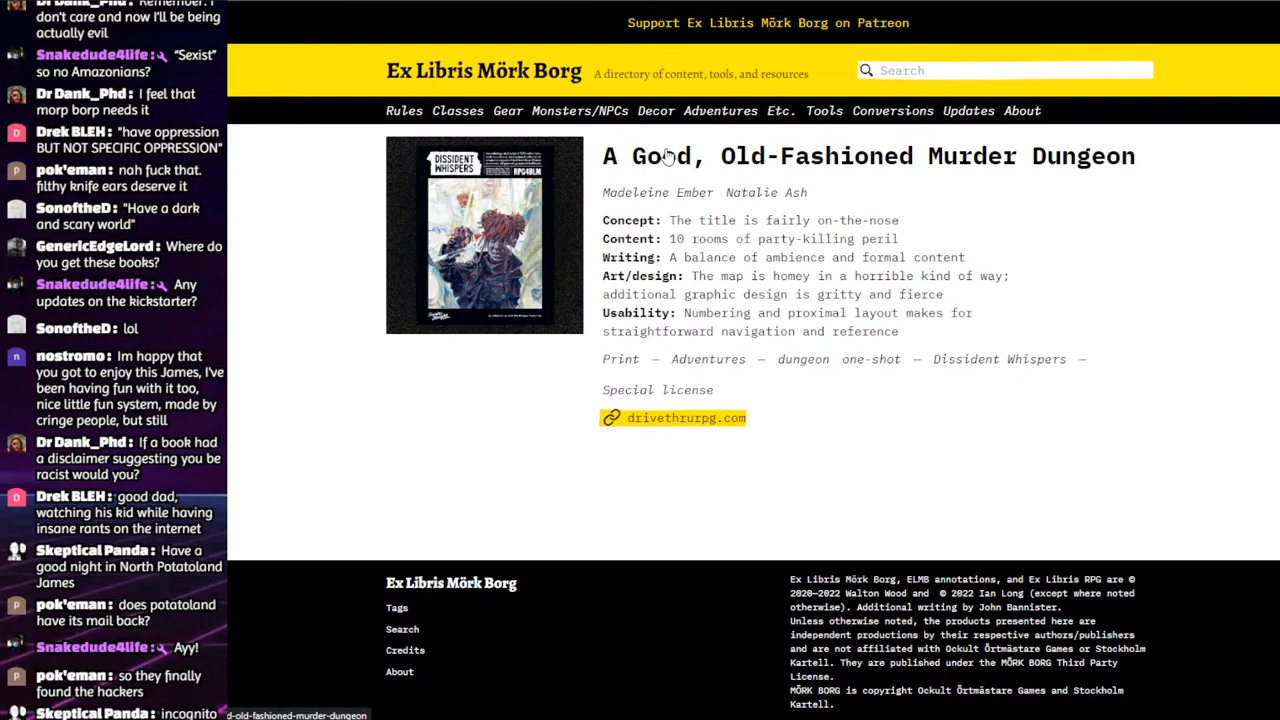 don't care and now I'll be being
actually evil
Snakedude4life: "Sexist"
so no Amazonians?
Dr Dank_Phd: I feel that
morp borp needs it
Drek BLEH: "have oppression
BUT NOT SPECIFIC OPPRESSION"
pok'eman: nah fuck that.
filthy knife ears deserve it
SonoftheD: "Have a dark
and scary world"
GenericEdgeLord: Where do
you get these books?
Snakedude4life: Any
updates on the kickstarter?
SonoftheD: lol
nostromo: Im happy that
you got to enjoy this James, I've
been having fun with it too,
nice little fun system, made by
cringe people, but still
Dr Dank_Phd: If a book had
a disclaimer suggesting you be
racist would you?
Drek BLEH: good dad,
watching his kid while having
insane rants on the internet
Skeptical Panda: Have a
good night in North Potatoland
James
pok'eman: does potatoland
have its mail back?
Snakedude4life: Ayy!
pok'eman: so they finally
found the hackers
Skeptical Panda: incognito
Support Ex Libris Mörk Borg on Patreon
Ex Libris Mörk Borg
A directory of content, tools, and resources
Search
Rules Classes Gear Monsters/NPCs Decor Adventures Etc. Tools Conversions Updates About
DISSIDENT
WHISPERS
RPG4BLM
A Good, Old-Fashioned Murder Dungeon
Madeleine Ember Natalie Ash
Concept: The title is fairly on-the-nose
Content: 10 rooms of party-killing peril
Writing: A balance of ambience and formal content
Art/design: The map is homey in a horrible kind of way;
additional graphic design is gritty and fierce
Usability: Numbering and proximal layout makes for
straightforward navigation and reference
Print — Adventures — dungeon one-shot — Dissident Whispers —
Special license
drivethrurpg.com
Ex Libris Mörk Borg
Tags
Search
Credits
About
Ex Libris Mörk Borg, ELMB annotations, and Ex Libris RPG are ©
2020–2022 Walton Wood and © 2022 Ian Long (except where noted
otherwise). Additional writing by John Bannister.
Unless otherwise noted, the products presented here are
independent productions by their respective authors/publishers
and are not affiliated with Ockult Örtmästare Games or Stockholm
Kartell. They are published under the MÖRK BORG Third Party
License.
MÖRK BORG is copyright Ockult Örtmästare Games and Stockholm
Kartell.
d-old-fashioned-murder-dungeon